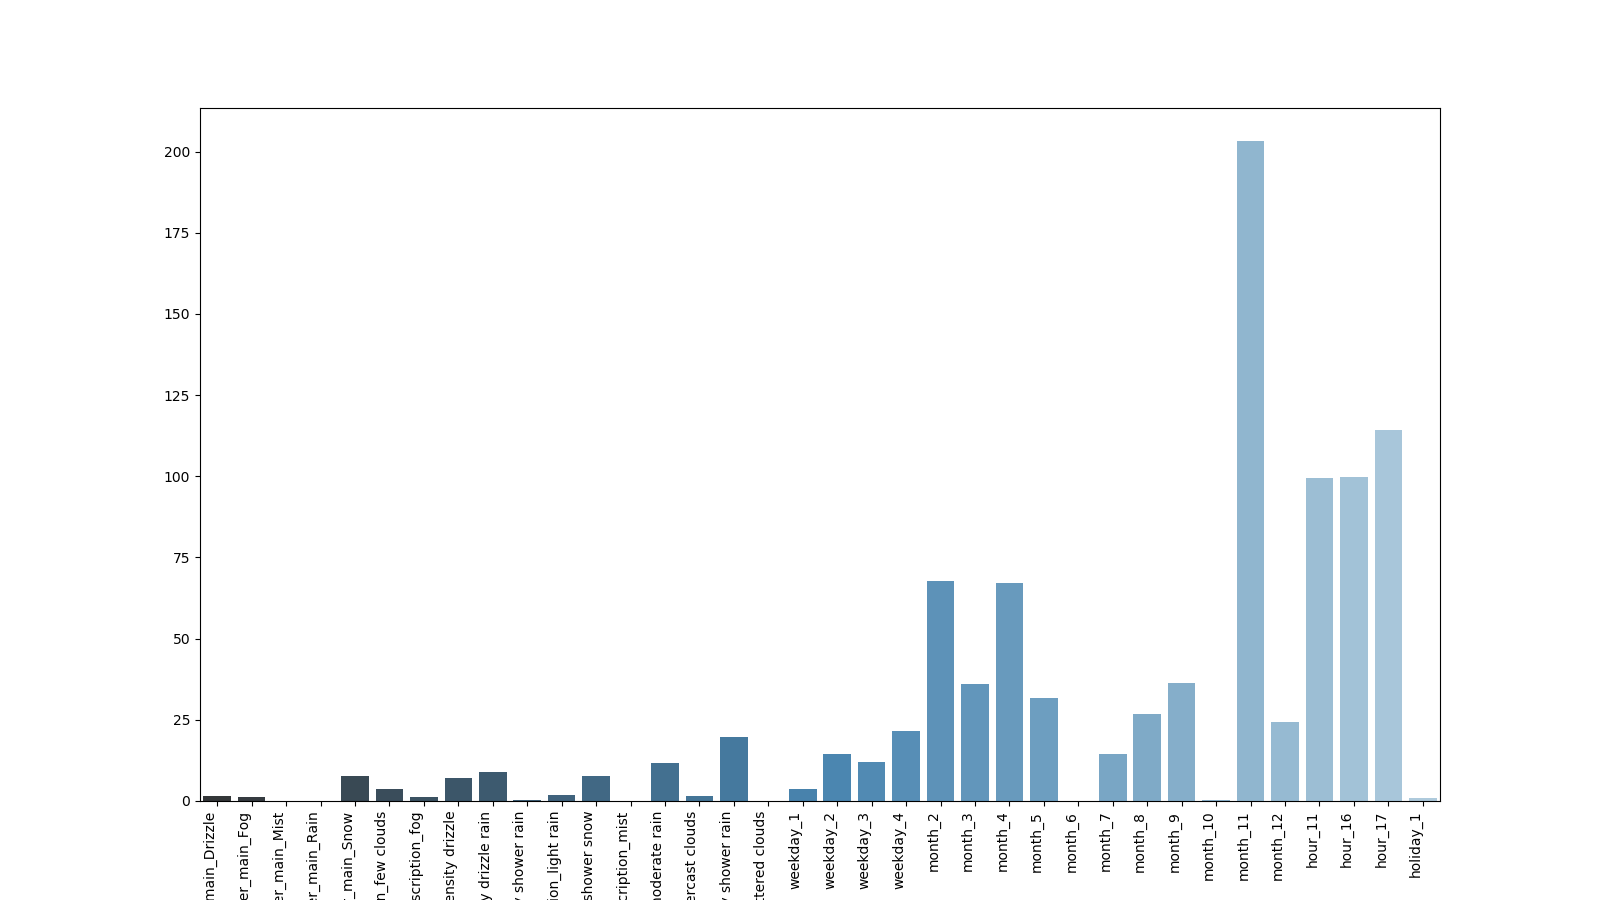 200
175
150
125
100
75
50
25
0
main_Drizzle
er_main_Fog
er_main_Mist
er_main_Rain
r_main_Snow
n_few clouds
scription_fog
ensity drizzle
y drizzle rain
y shower rain
ion_light rain
shower snow
cription_mist
moderate rain
ercast clouds
y shower rain
ttered clouds
weekday_1
weekday_2
weekday_3
weekday_4
month_2
month_3
month_4
month_5
month_6
month_7
month_8
month_9
month_10
month_11
month_12
hour_11
hour_16
hour_17
holiday_1